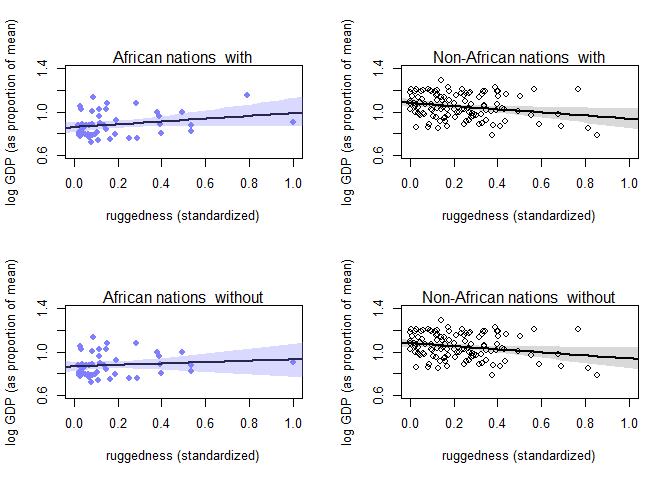 African nations with
Non-African nations with
log GDP (as proportion of mean)
1.4
1.0
0.6
0.0 0.2 0.4 0.6 0.8 1.0
ruggedness (standardized)
log GDP (as proportion of mean)
1.4
1.0
0.6
0.0 0.2 0.4 0.6 0.8 1.0
ruggedness (standardized)
African nations without
Non-African nations without
log GDP (as proportion of mean)
1.4
1.0
0.6
0.0 0.2 0.4 0.6 0.8 1.0
ruggedness (standardized)
log GDP (as proportion of mean)
1.4
1.0
0.6
0.0 0.2 0.4 0.6 0.8 1.0
ruggedness (standardized)